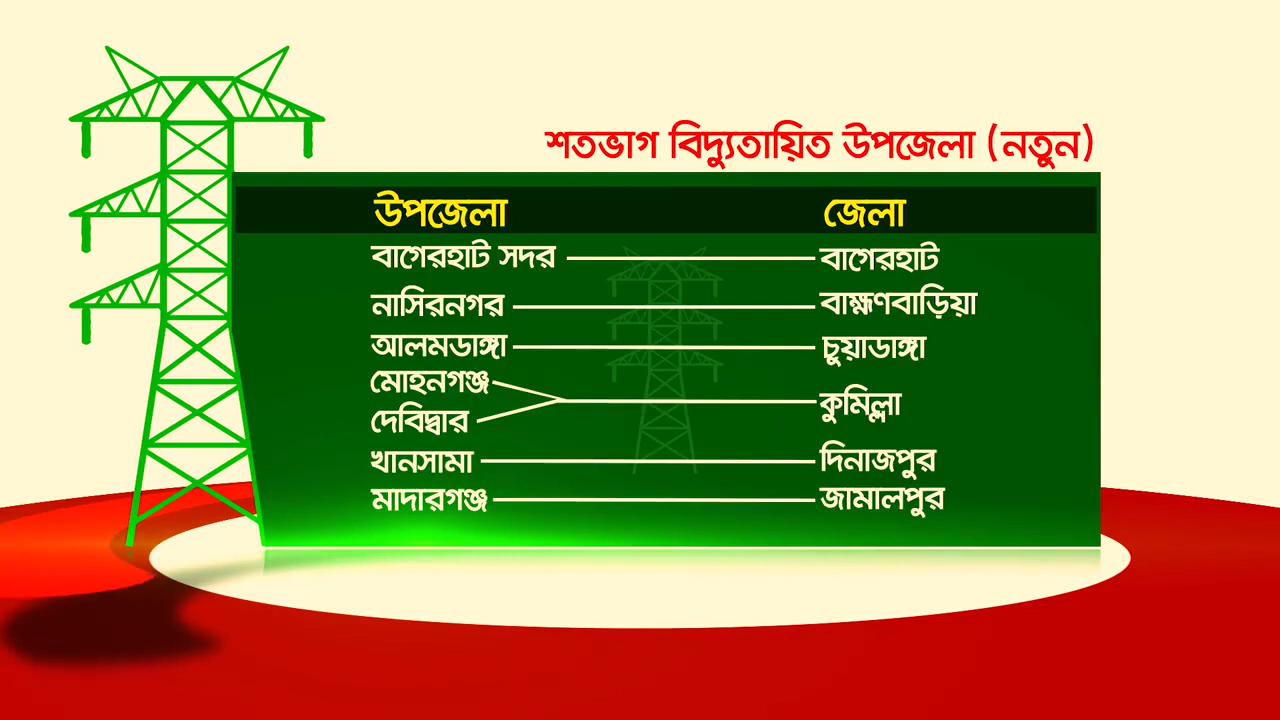 শতভাগ বিদ্যুতায়িত উপজেলা (নতুন)
উপজেলা জেলা
বাগেরহাট সদর বাগেরহাট
নাসিরনগর বাহ্মণবাড়িয়া
আলমডাঙ্গা চুয়াডাঙ্গা
মোহনগঞ্জ
দেবিদ্বার কুমিল্লা
খানসামা দিনাজপুর
মাদারগঞ্জ জামালপুর